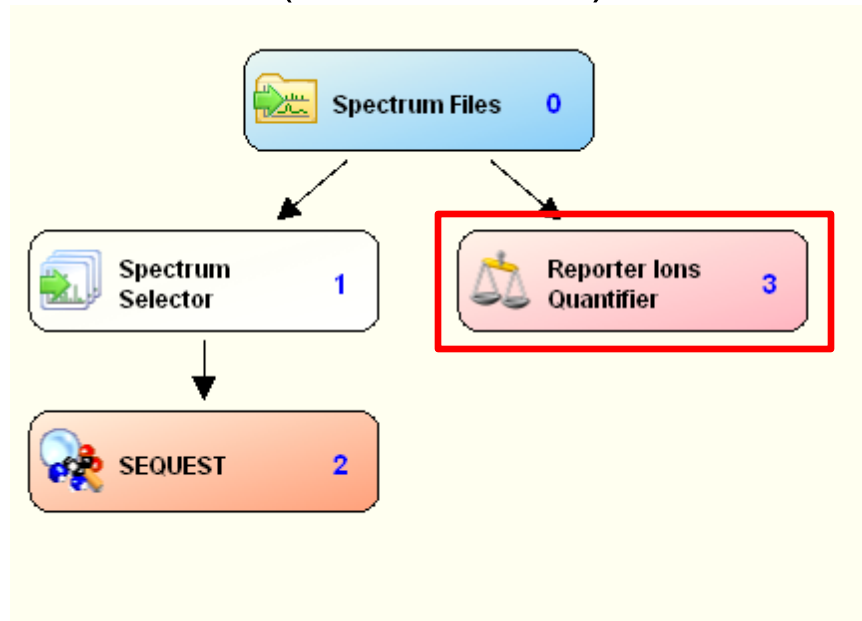 Spectrum Files 0
Spectrum
Selector 1
Reporter Ions
Quantifier 3
SEQUEST 2